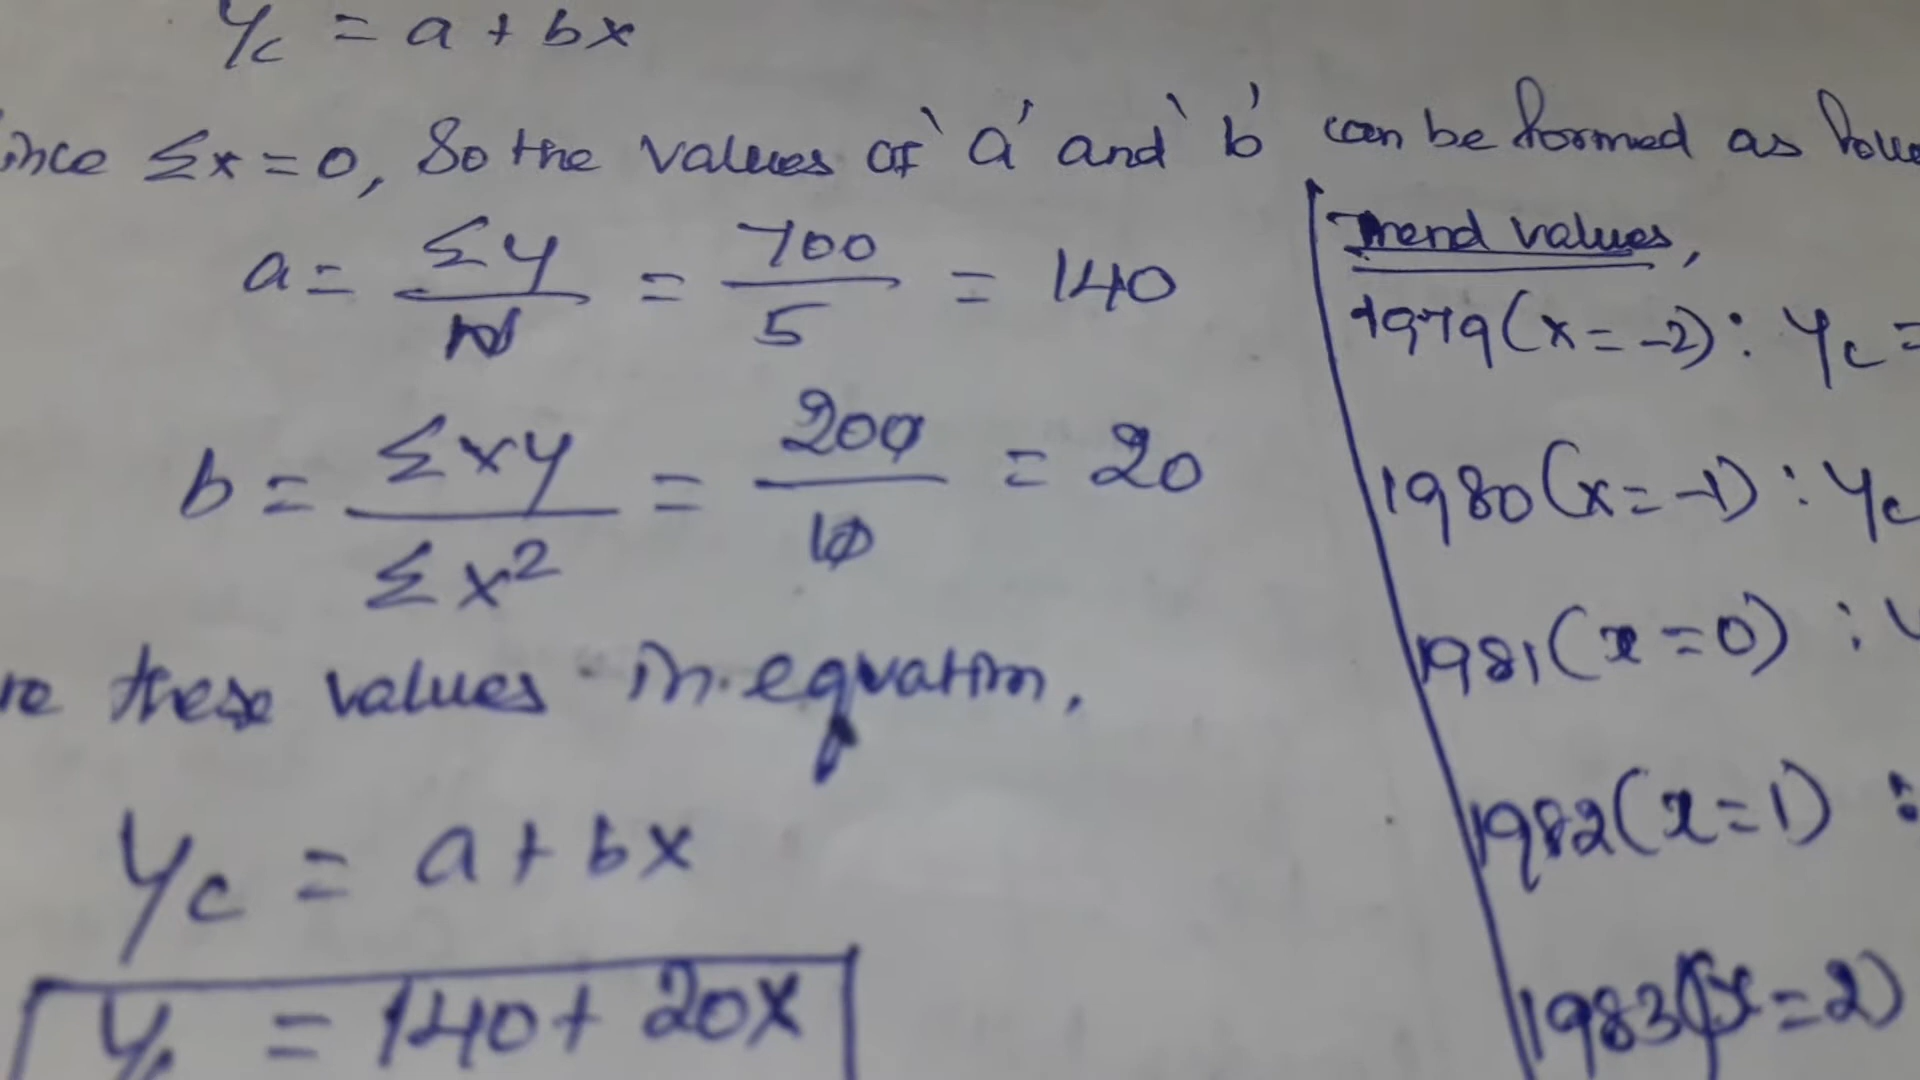 Yc = a + bx
ince Σx = 0, So the values of 'a' and 'b' can be formed as
a = ΣY/N = 700/5 = 140
b = ΣxY/Σx² = 200/10 = 20
these values in equation,
Yc = a + bx
Yc = 140 + 20x
Trend values,
1979 (x = -2) : Yc =
1980 (x = -1) : Yc
1981 (x = 0) :
1982 (x = 1) :
1983 (x = 2)